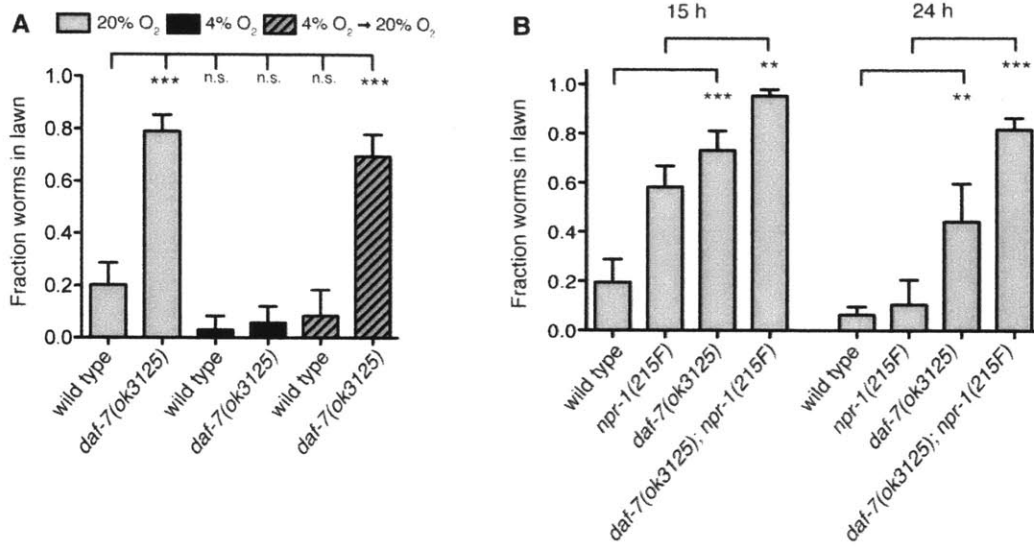 A
20% O2 4% O2 4% O2 → 20% O2
*** n.s. n.s. n.s. ***
Fraction worms in lawn
1.0
0.8
0.6
0.4
0.2
0.0
wild type
daf-7(ok3125)
wild type
daf-7(ok3125)
wild type
daf-7(ok3125)
B
15 h 24 h
** ***
*** **
Fraction worms in lawn
1.0
0.8
0.6
0.4
0.2
0.0
wild type
npr-1(215F)
daf-7(ok3125)
daf-7(ok3125); npr-1(215F)
wild type
npr-1(215F)
daf-7(ok3125)
daf-7(ok3125); npr-1(215F)